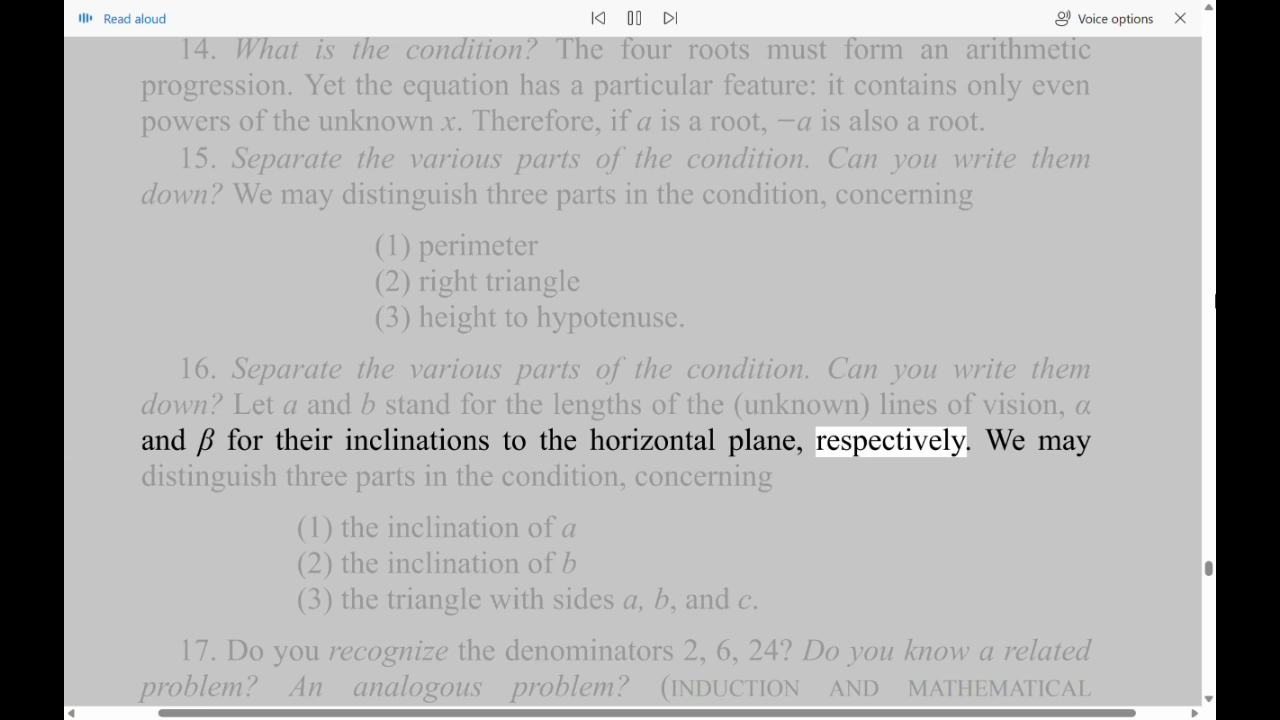 Read aloud
Voice options
14. What is the condition? The four roots must form an arithmetic
progression. Yet the equation has a particular feature: it contains only even
powers of the unknown x. Therefore, if a is a root, −a is also a root.
15. Separate the various parts of the condition. Can you write them
down? We may distinguish three parts in the condition, concerning
(1) perimeter
(2) right triangle
(3) height to hypotenuse.
16. Separate the various parts of the condition. Can you write them
down? Let a and b stand for the lengths of the (unknown) lines of vision, α
and β for their inclinations to the horizontal plane, respectively. We may
distinguish three parts in the condition, concerning
(1) the inclination of a
(2) the inclination of b
(3) the triangle with sides a, b, and c.
17. Do you recognize the denominators 2, 6, 24? Do you know a related
problem? An analogous problem? (INDUCTION AND MATHEMATICAL